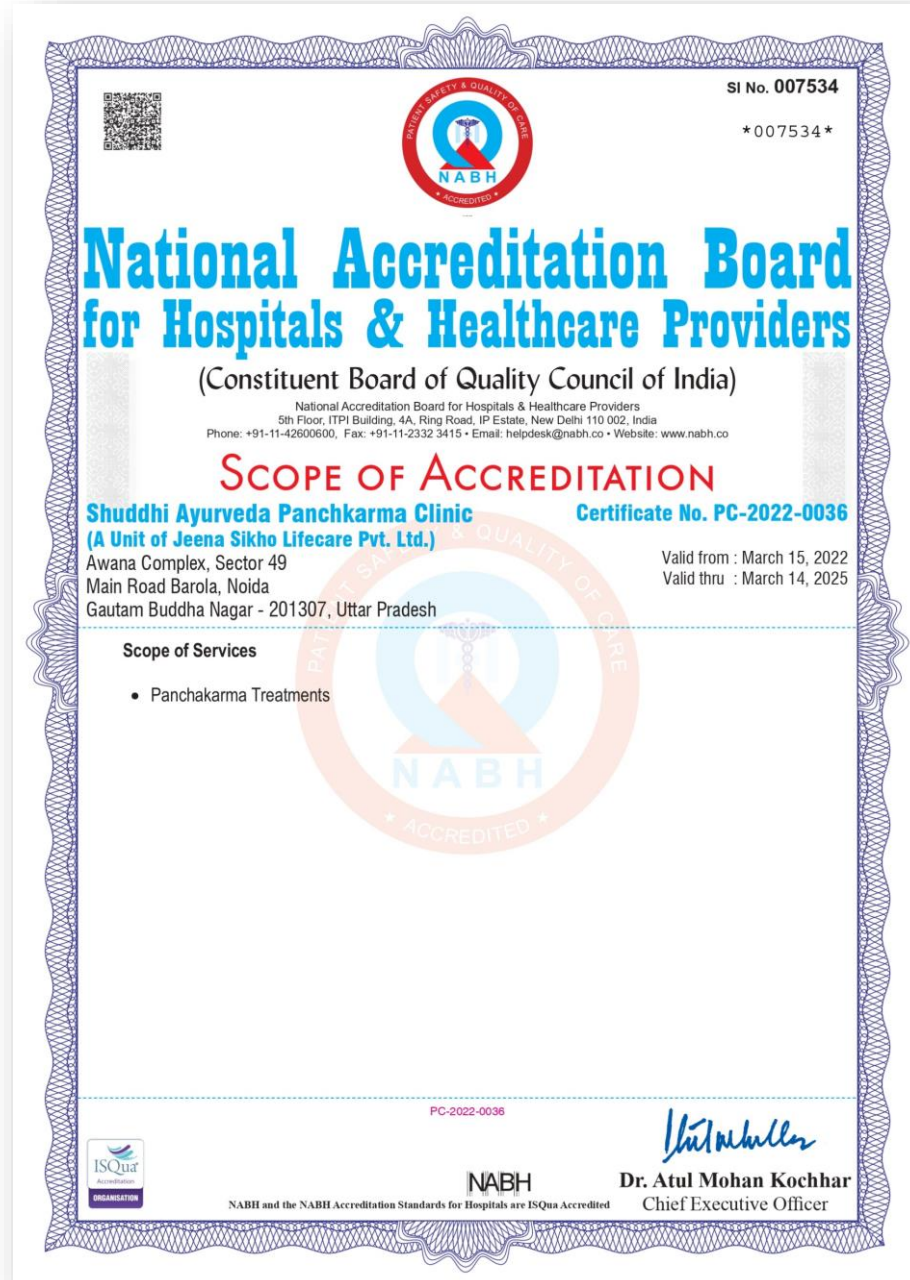 SI No. 007534
*007534*
PATIENT SAFETY & QUALITY OF CARE
NABH
* ACCREDITED *
National Accreditation Board
for Hospitals & Healthcare Providers
(Constituent Board of Quality Council of India)
National Accreditation Board for Hospitals & Healthcare Providers
5th Floor, ITPI Building, 4A, Ring Road, IP Estate, New Delhi 110 002, India
Phone: +91-11-42600600, Fax: +91-11-2332 3415 • Email: helpdesk@nabh.co • Website: www.nabh.co
SCOPE OF ACCREDITATION
Shuddhi Ayurveda Panchkarma Clinic
(A Unit of Jeena Sikho Lifecare Pvt. Ltd.)
Certificate No. PC-2022-0036
Awana Complex, Sector 49
Main Road Barola, Noida
Gautam Buddha Nagar - 201307, Uttar Pradesh
Valid from : March 15, 2022
Valid thru : March 14, 2025
PATIENT SAFETY & QUALITY OF CARE
NABH
* ACCREDITED *
Scope of Services
• Panchakarma Treatments
PC-2022-0036
ISQua
Accreditation
ORGANISATION
NABH
NABH and the NABH Accreditation Standards for Hospitals are ISQua Accredited
Dr. Atul Mohan Kochhar
Chief Executive Officer